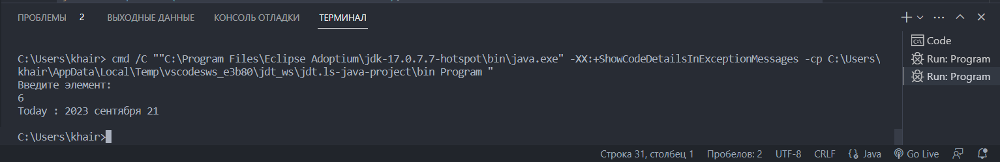 ПРОБЛЕМЫ 2 ВЫХОДНЫЕ ДАННЫЕ КОНСОЛЬ ОТЛАДКИ ТЕРМИНАЛ
C:\Users\khair> cmd /C ""C:\Program Files\Eclipse Adoptium\jdk-17.0.7.7-hotspot\bin\java.exe" -XX:+ShowCodeDetailsInExceptionMessages -cp C:\Users\
khair\AppData\Local\Temp\vscodesws_e3b80\jdt_ws\jdt.ls-java-project\bin Program "
Введите элемент:
6
Today : 2023 сентября 21
C:\Users\khair>
Code
Run: Program
Run: Program
Строка 31, столбец 1 Пробелов: 2 UTF-8 CRLF Java Go Live